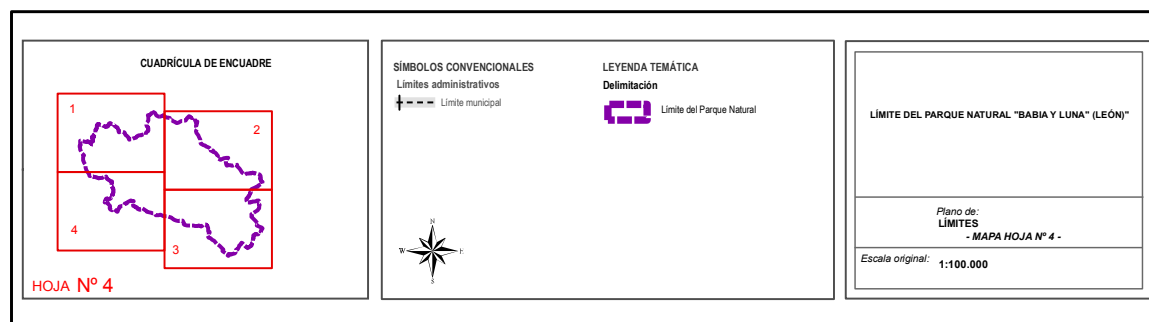 CUADRÍCULA DE ENCUADRE
1
2
4
3
HOJA Nº 4
SÍMBOLOS CONVENCIONALES
Límites administrativos
Límite municipal
LEYENDA TEMÁTICA
Delimitación
Límite del Parque Natural
N
W
E
S
LÍMITE DEL PARQUE NATURAL "BABIA Y LUNA" (LEÓN)"
Plano de:
LÍMITES
- MAPA HOJA Nº 4 -
Escala original: 1:100.000